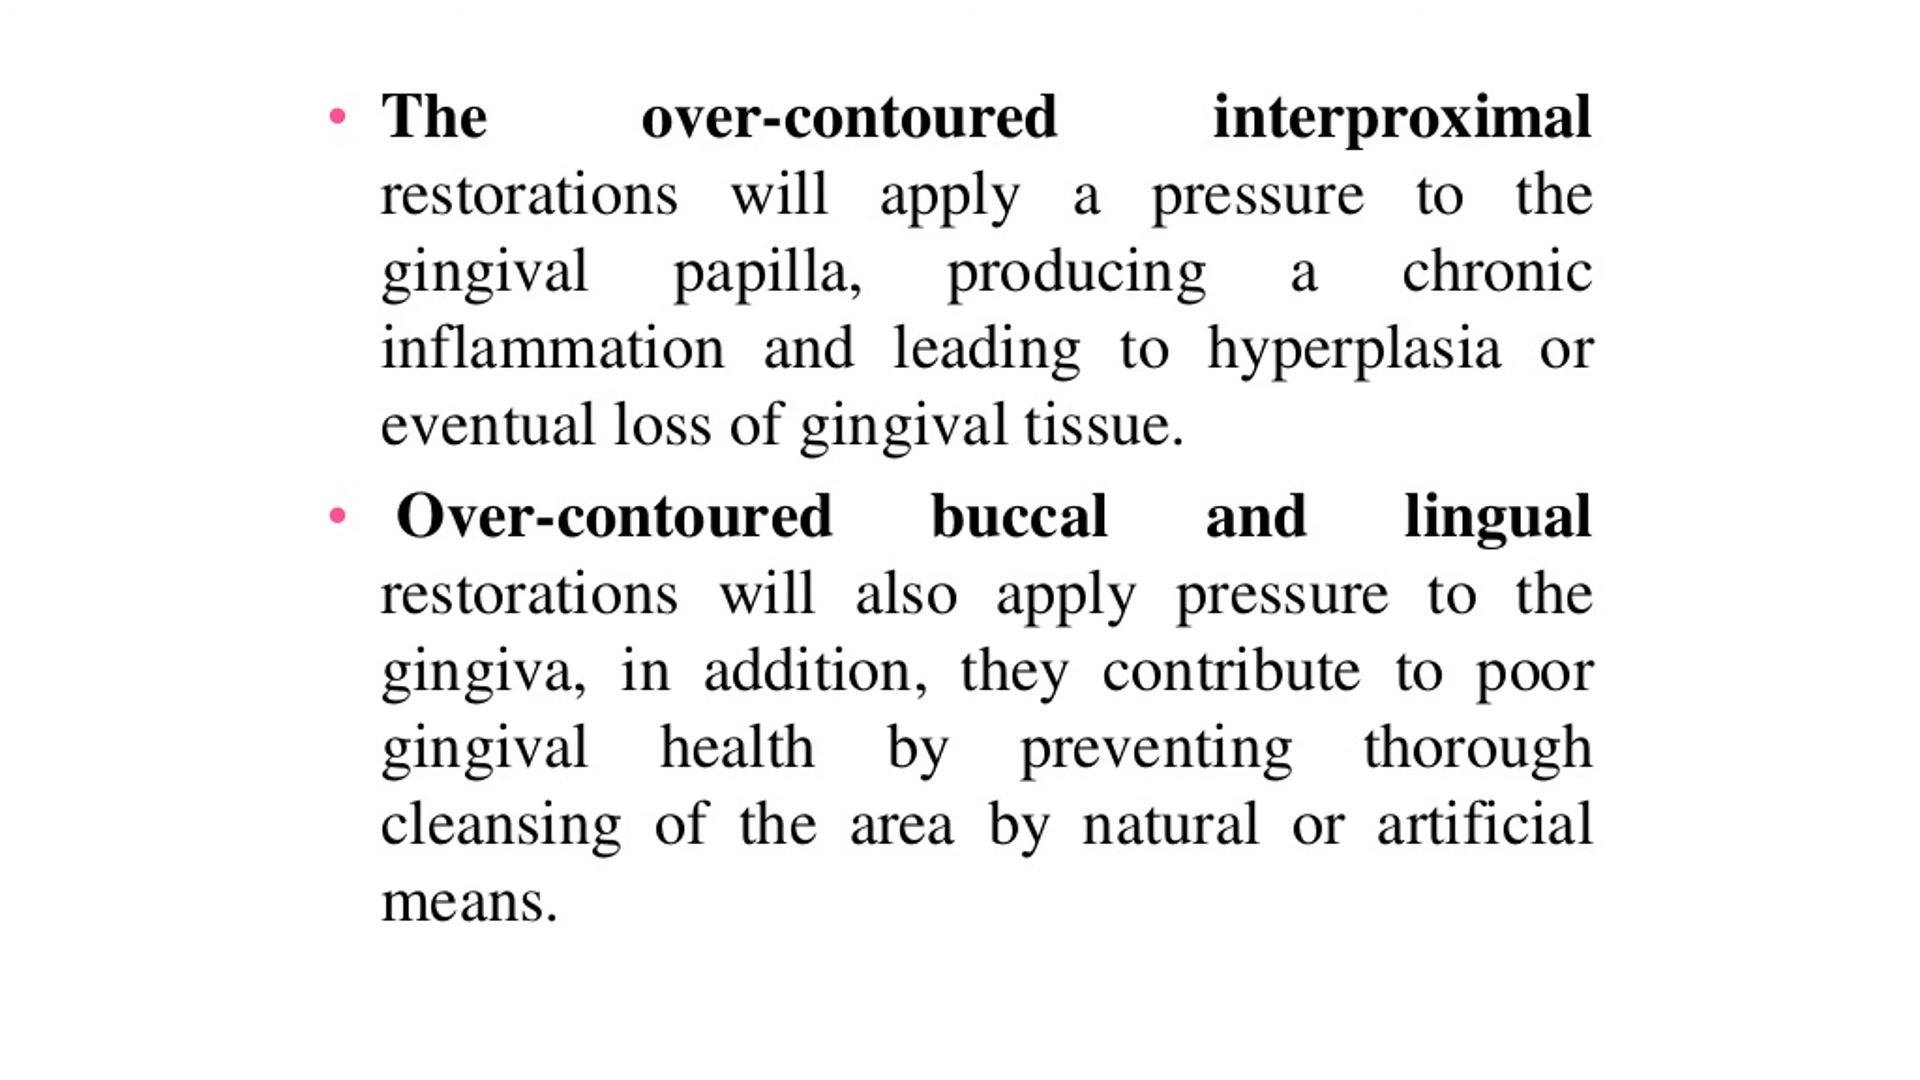 • The over-contoured interproximal
restorations will apply a pressure to the
gingival papilla, producing a chronic
inflammation and leading to hyperplasia or
eventual loss of gingival tissue.
• Over-contoured buccal and lingual
restorations will also apply pressure to the
gingiva, in addition, they contribute to poor
gingival health by preventing thorough
cleansing of the area by natural or artificial
means.